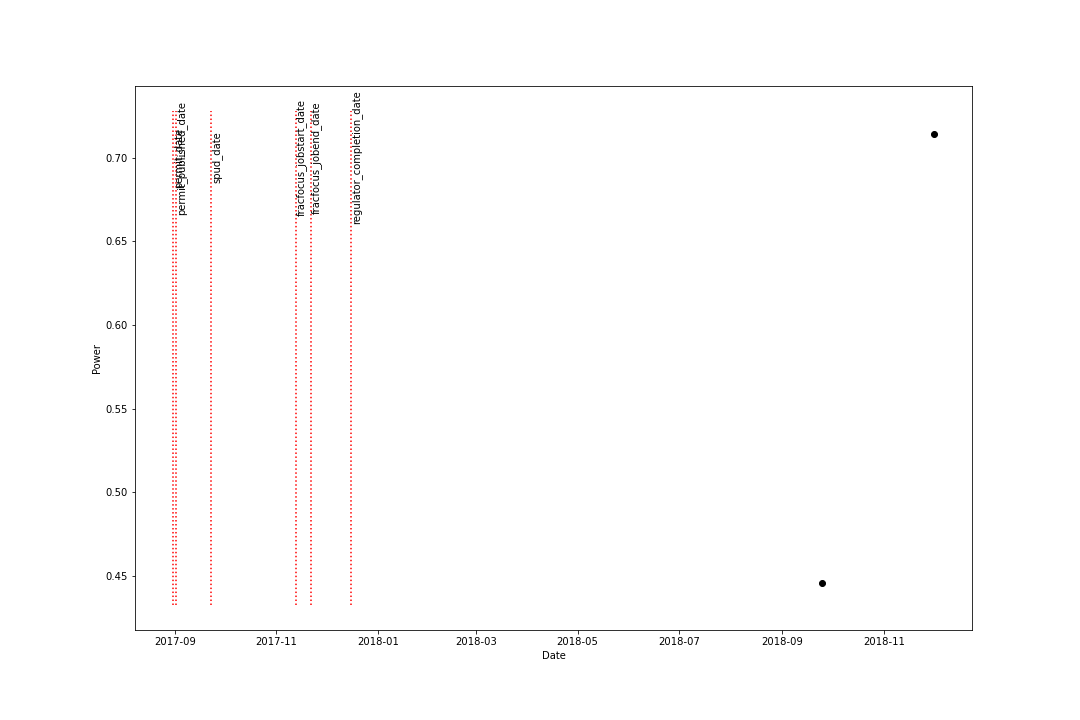 permit_date
permit_published_date
spud_date
fracfocus_jobstart_date
fracfocus_jobend_date
regulator_completion_date
0.70
0.65
0.60
0.55
0.50
0.45
Power
2017-09
2017-11
2018-01
2018-03
2018-05
2018-07
2018-09
2018-11
Date